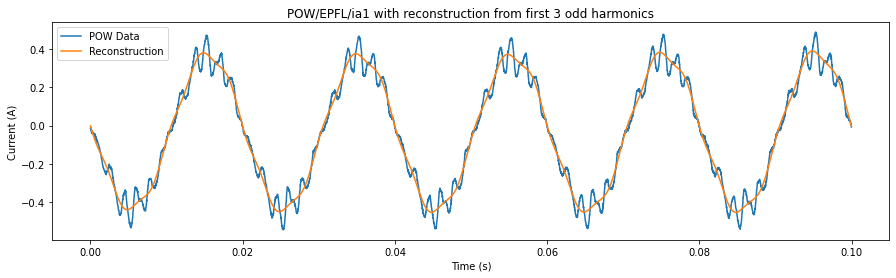 POW/EPFL/ia1 with reconstruction from first 3 odd harmonics
POW Data
Reconstruction
Current (A)
0.4
0.2
0.0
−0.2
−0.4
0.00 0.02 0.04 0.06 0.08 0.10
Time (s)